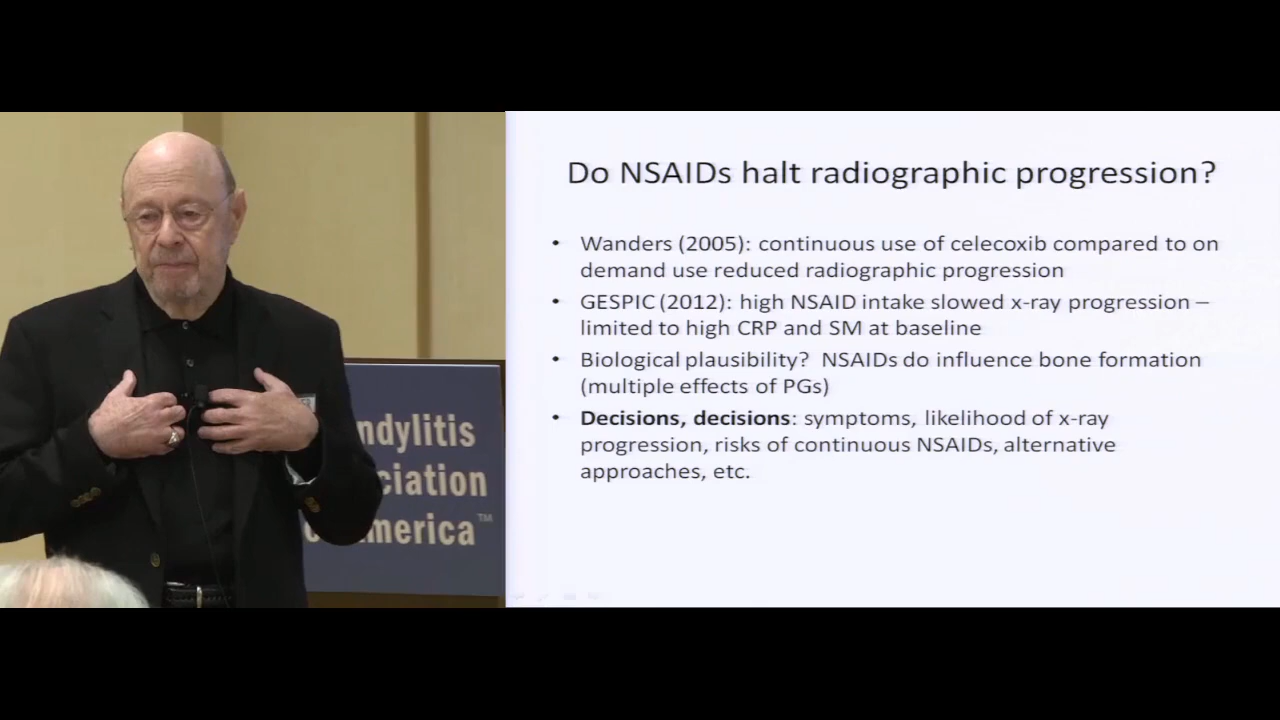 Do NSAIDs halt radiographic progression?
• Wanders (2005): continuous use of celecoxib compared to on
demand use reduced radiographic progression
• GESPIC (2012): high NSAID intake slowed x-ray progression –
limited to high CRP and SM at baseline
• Biological plausibility?  NSAIDs do influence bone formation
(multiple effects of PGs)
• Decisions, decisions: symptoms, likelihood of x-ray
progression, risks of continuous NSAIDs, alternative
approaches, etc.
ndylitis
ciation
merica™